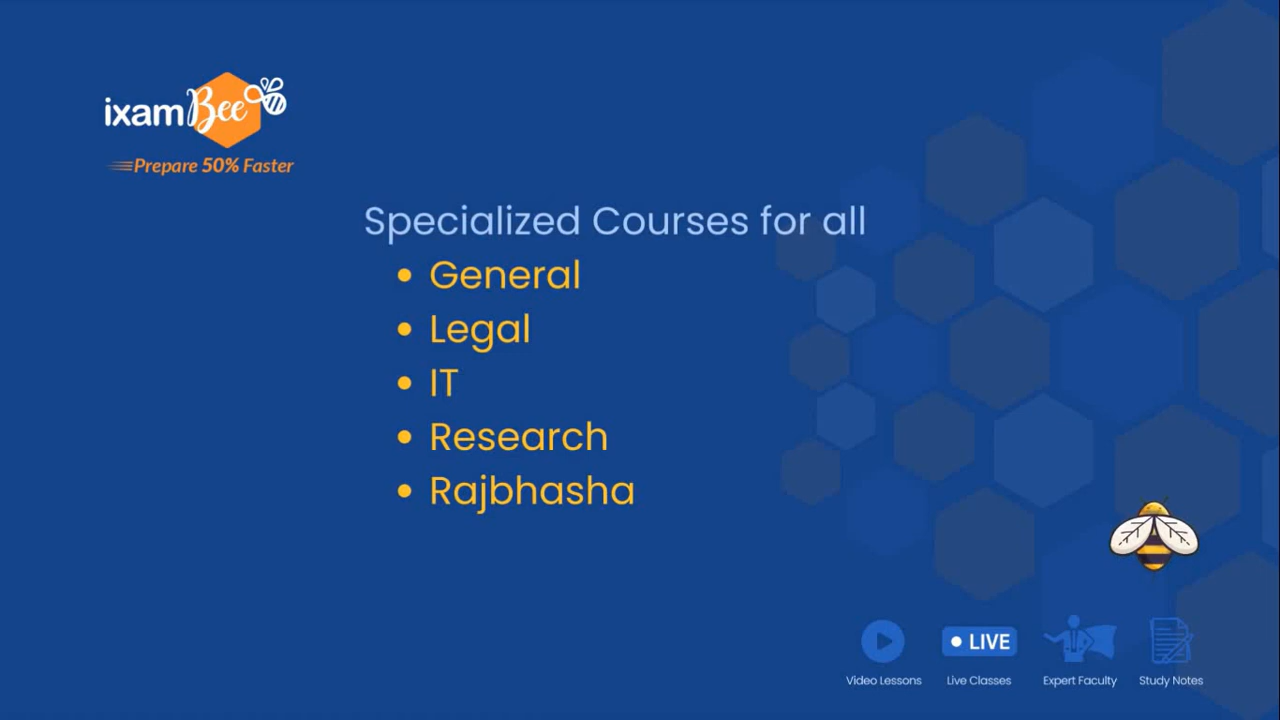 ixamBee
Prepare 50% Faster
Specialized Courses for all
• General
• Legal
• IT
• Research
• Rajbhasha
LIVE
Video Lessons
Live Classes
Expert Faculty
Study Notes